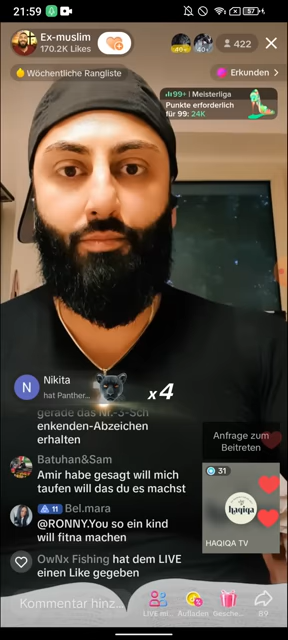 21:59
57
Ex-muslim
170.2K Likes
422
Wöchentliche Rangliste
Erkunden
99+ | Meisterliga
Punkte erforderlich
für 99: 24K
N
Nikita
hat Panther...
x4
gerade das Nr.-3-Sch
enkenden-Abzeichen
erhalten
Batuhan&Sam
Amir habe gesagt will mich
taufen will das du es machst
11 Bel.mara
@RONNY.You so ein kind
will fitna machen
OwNx Fishing hat dem LIVE
einen Like gegeben
Anfrage zum
Beitreten
31
haqiqa
HAQIQA TV
Kommentar hinz...
LIVE mi...
Aufladen
Gesche...
89